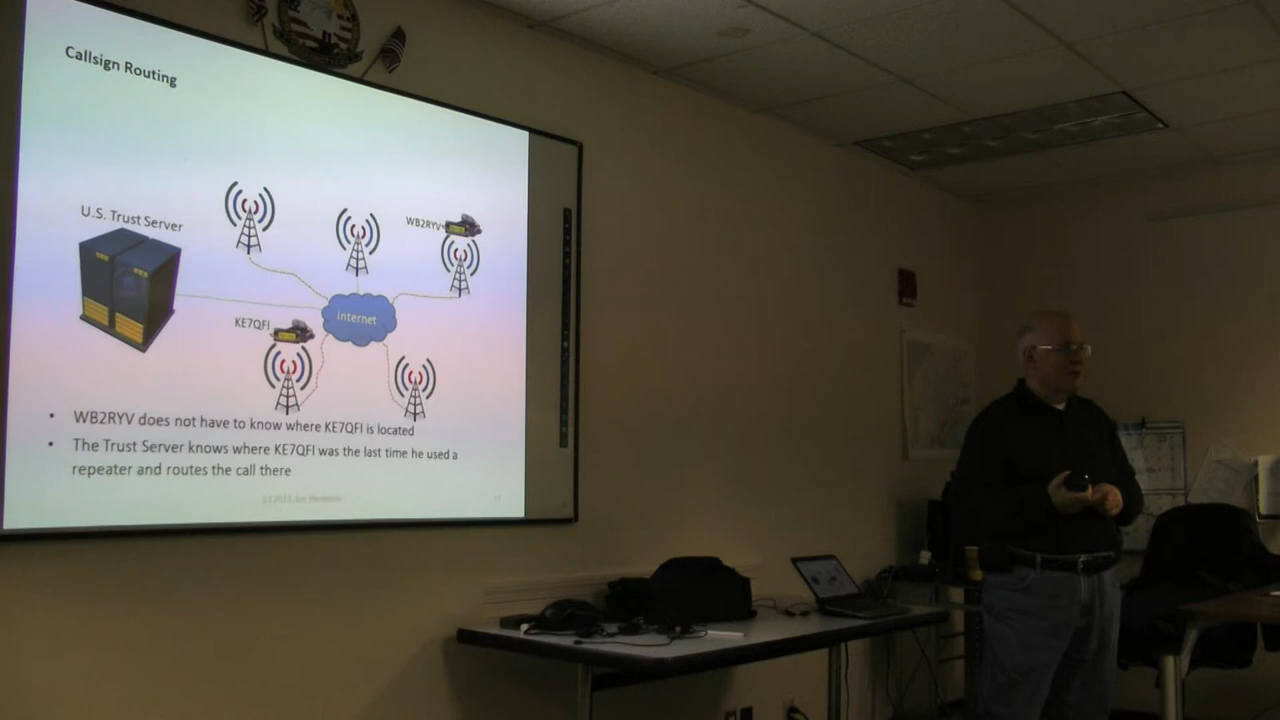 Callsign Routing
U.S. Trust Server
WB2RYV
KE7QFI
internet
• WB2RYV does not have to know where KE7QFI is located
• The Trust Server knows where KE7QFI was the last time he used a
repeater and routes the call there